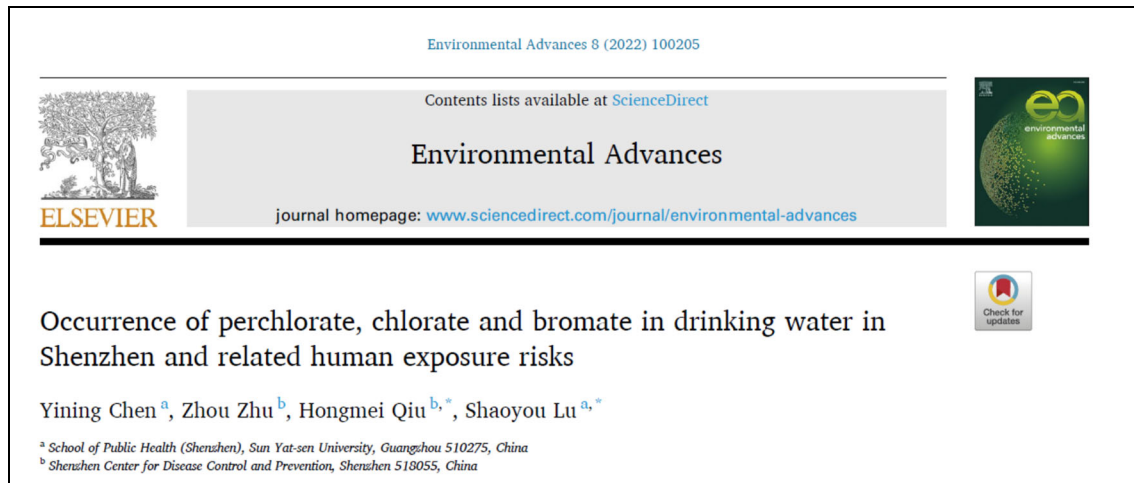 Environmental Advances 8 (2022) 100205
Contents lists available at ScienceDirect
Environmental Advances
journal homepage: www.sciencedirect.com/journal/environmental-advances
ELSEVIER
ea
environmental
advances
Check for
updates
Occurrence of perchlorate, chlorate and bromate in drinking water in
Shenzhen and related human exposure risks
Yining Chen a, Zhou Zhu b, Hongmei Qiu b,*, Shaoyou Lu a,*
a School of Public Health (Shenzhen), Sun Yat-sen University, Guangzhou 510275, China
b Shenzhen Center for Disease Control and Prevention, Shenzhen 518055, China